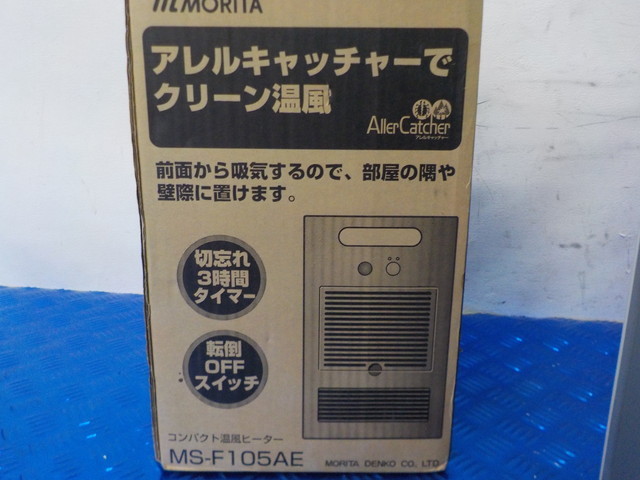 MORITA
アレルキャッチャーで
クリーン温風
AllerCatcher
アレルキャッチャー
前面から吸気するので、部屋の隅や
壁際に置けます。
切忘れ
3時間
タイマー
転倒
OFF
スイッチ
コンパクト温風ヒーター
MS-F105AE MORITA DENKO CO., LTD